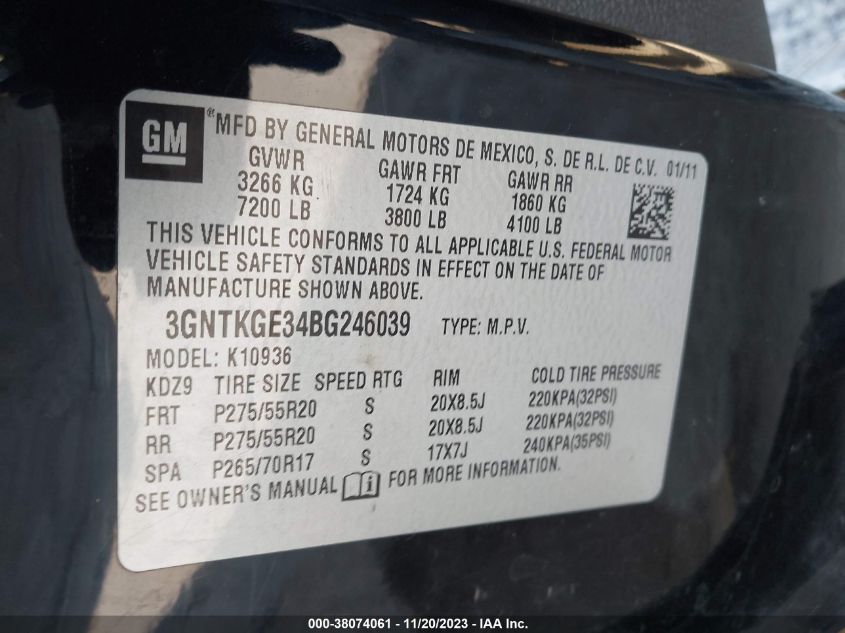 GM
®MFD BY GENERAL MOTORS DE MEXICO, S. DE R.L. DE C.V. 01/11
GVWR GAWR FRT GAWR RR
3266 KG 1724 KG 1860 KG
7200 LB 3800 LB 4100 LB
THIS VEHICLE CONFORMS TO ALL APPLICABLE U.S. FEDERAL MOTOR
VEHICLE SAFETY STANDARDS IN EFFECT ON THE DATE OF
MANUFACTURE SHOWN ABOVE.
3GNTKGE34BG246039 TYPE: M.P.V.
MODEL: K10936
KDZ9 TIRE SIZE SPEED RTG RIM COLD TIRE PRESSURE
FRT P275/55R20 S 20X8.5J 220KPA(32PSI)
RR P275/55R20 S 20X8.5J 220KPA(32PSI)
SPA P265/70R17 S 17X7J 240KPA(35PSI)
SEE OWNER'S MANUAL i FOR MORE INFORMATION.
000-38074061 - 11/20/2023 - IAA Inc.